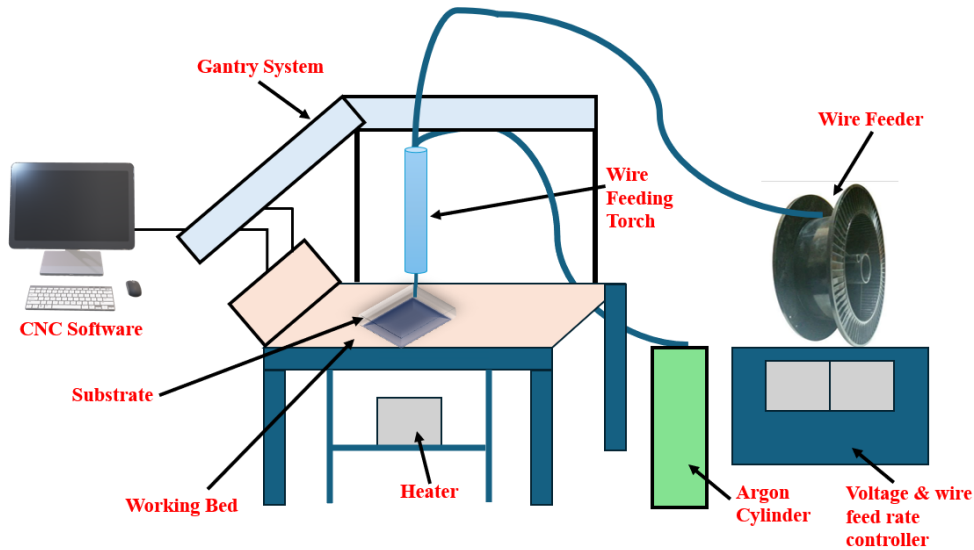 Gantry System
Wire Feeder
Wire
Feeding
Torch
CNC Software
Substrate
Working Bed
Heater
Argon
Cylinder
Voltage & wire
feed rate
controller